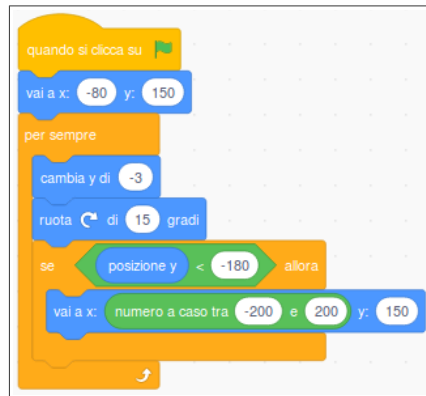 quando si clicca su
vai a x: -80 y: 150
per sempre
cambia y di -3
ruota di 15 gradi
se posizione y < -180 allora
vai a x: numero a caso tra -200 e 200 y: 150